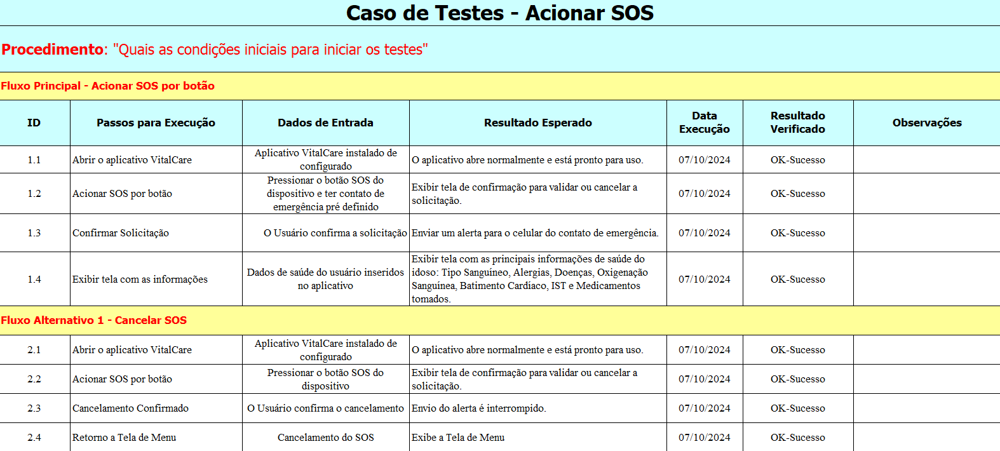 Caso de Testes - Acionar SOS
Procedimento: "Quais as condições iniciais para iniciar os testes"
Fluxo Principal - Acionar SOS por botão
ID
Passos para Execução
Dados de Entrada
Resultado Esperado
Data
Execução
Resultado
Verificado
Observações
1.1
Abrir o aplicativo VitalCare
Aplicativo VitalCare instalado de
configurado
O aplicativo abre normalmente e está pronto para uso.
07/10/2024
OK-Sucesso
1.2
Acionar SOS por botão
Pressionar o botão SOS do
dispositivo e ter contato de
emergência pré definido
Exibir tela de confirmação para validar ou cancelar a
solicitação.
07/10/2024
OK-Sucesso
1.3
Confirmar Solicitação
O Usuário confirma a solicitação
Enviar um alerta para o celular do contato de emergência.
07/10/2024
OK-Sucesso
1.4
Exibir tela com as informações
Dados de saúde do usuário inseridos
no aplicativo
Exibir tela com as principais informações de saúde do
idoso: Tipo Sanguíneo, Alergias, Doenças, Oxigenação
Sanguínea, Batimento Cardíaco, IST e Medicamentos
tomados.
07/10/2024
OK-Sucesso
Fluxo Alternativo 1 - Cancelar SOS
2.1
Abrir o aplicativo VitalCare
Aplicativo VitalCare instalado de
configurado
O aplicativo abre normalmente e está pronto para uso.
07/10/2024
OK-Sucesso
2.2
Acionar SOS por botão
Pressionar o botão SOS do
dispositivo
Exibir tela de confirmação para validar ou cancelar a
solicitação.
07/10/2024
OK-Sucesso
2.3
Cancelamento Confirmado
O Usuário confirma o cancelamento
Envio do alerta é interrompido.
07/10/2024
OK-Sucesso
2.4
Retorno a Tela de Menu
Cancelamento do SOS
Exibe a Tela de Menu
07/10/2024
OK-Sucesso